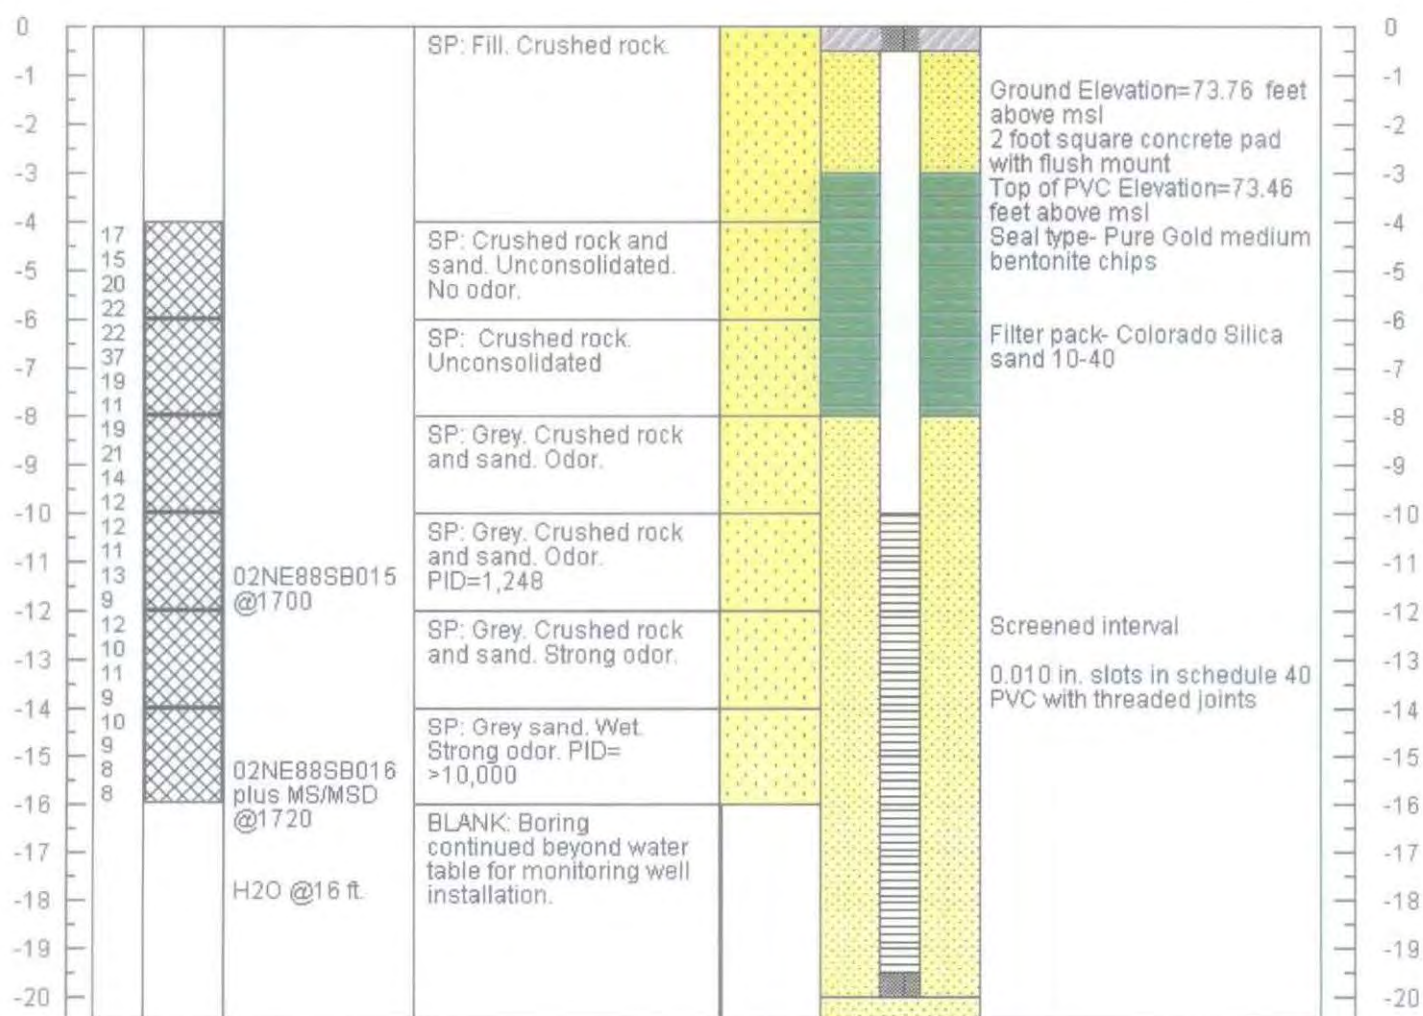 0
-1
-2
-3
-4
-5
-6
-7
-8
-9
-10
-11
-12
-13
-14
-15
-16
-17
-18
-19
-20
17
15
20
22
22
37
19
11
19
21
14
12
12
11
13
9
12
10
11
9
10
9
8
8
02NE88SB015
@1700
02NE88SB016
plus MS/MSD
@1720
H2O @16 ft.
SP: Fill. Crushed rock.
SP: Crushed rock and
sand. Unconsolidated.
No odor.
SP: Crushed rock.
Unconsolidated
SP: Grey. Crushed rock
and sand. Odor.
SP: Grey. Crushed rock
and sand. Odor.
PID=1,248
SP: Grey. Crushed rock
and sand. Strong odor.
SP: Grey sand. Wet.
Strong odor. PID=
>10,000
BLANK: Boring
continued beyond water
table for monitoring well
installation.
Ground Elevation=73.76 feet
above msl
2 foot square concrete pad
with flush mount
Top of PVC Elevation=73.46
feet above msl
Seal type- Pure Gold medium
bentonite chips
Filter pack- Colorado Silica
sand 10-40
Screened interval
0.010 in. slots in schedule 40
PVC with threaded joints
0
-1
-2
-3
-4
-5
-6
-7
-8
-9
-10
-11
-12
-13
-14
-15
-16
-17
-18
-19
-20